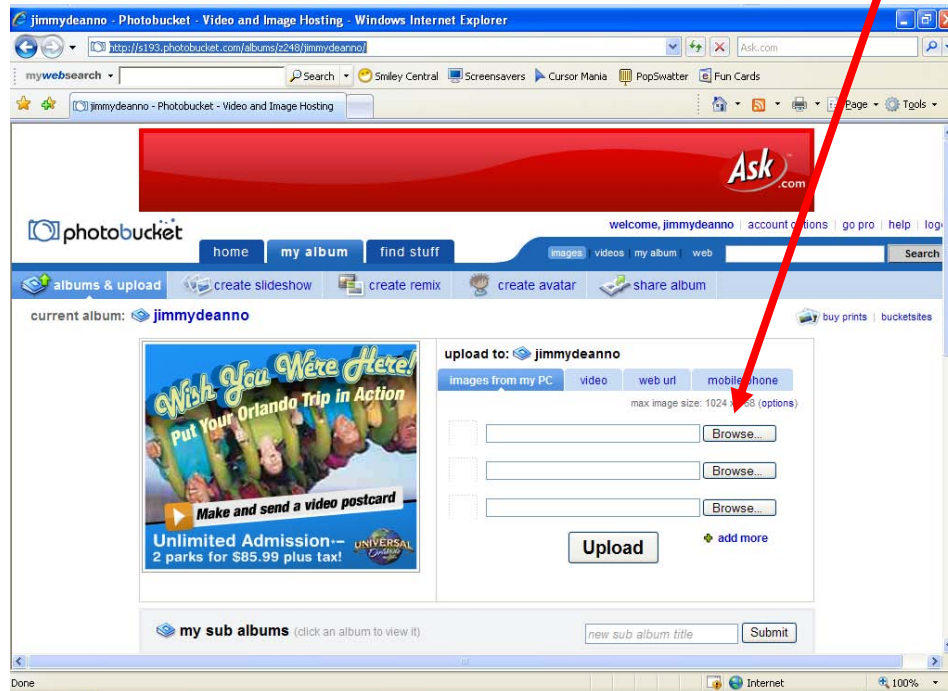 jimmydeanno - Photobucket - Video and Image Hosting - Windows Internet Explorer
http://s193.photobucket.com/albums/z248/jimmydeanno/
Ask.com
mywebsearch
Search
Smiley Central
Screensavers
Cursor Mania
PopSwatter
Fun Cards
jimmydeanno - Photobucket - Video and Image Hosting
Page
Tools
Ask.com
photobucket
welcome, jimmydeanno | account | go pro | help
home
my album
find stuff
images | videos | my album | web
Search
albums & upload
create slideshow
create remix
create avatar
share album
current album: jimmydeanno
buy prints | bucketsites
Wish You Were Here!
Put Your Orlando Trip in Action
Make and send a video postcard
Unlimited Admission--
2 parks for $85.99 plus tax!
UNIVERSAL
Orlando
upload to: jimmydeanno
images from my PC
video
web url
mobile phone
max image size: 1024 (options)
Browse...
Browse...
Browse...
Upload
add more
my sub albums (click an album to view it)
new sub album title
Submit
Done
Internet
100%